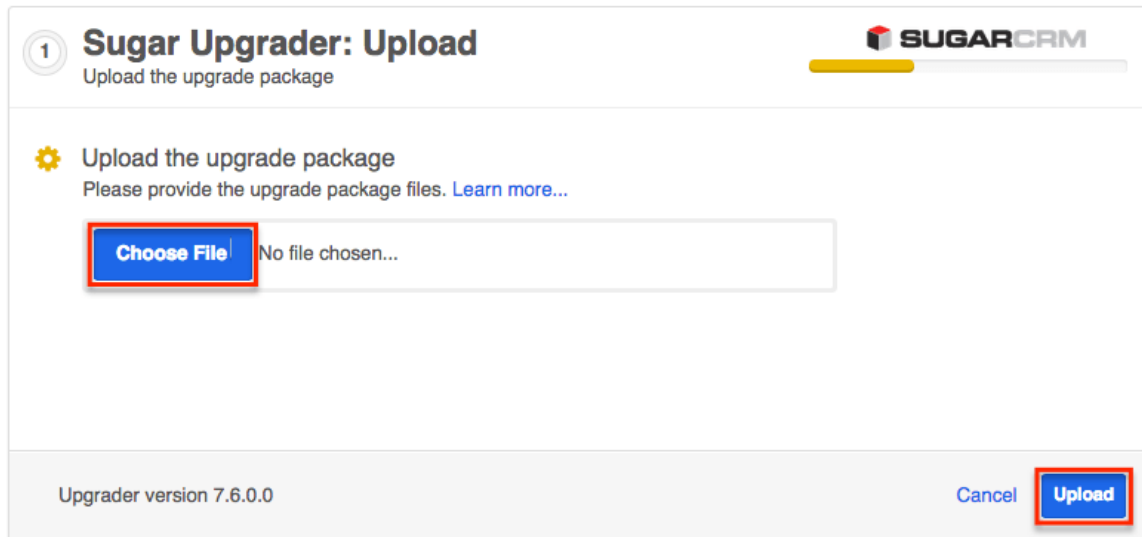 1
Sugar Upgrader: Upload
Upload the upgrade package
SUGARCRM
Upload the upgrade package
Please provide the upgrade package files. Learn more...
Choose File No file chosen...
Upgrader version 7.6.0.0 Cancel Upload